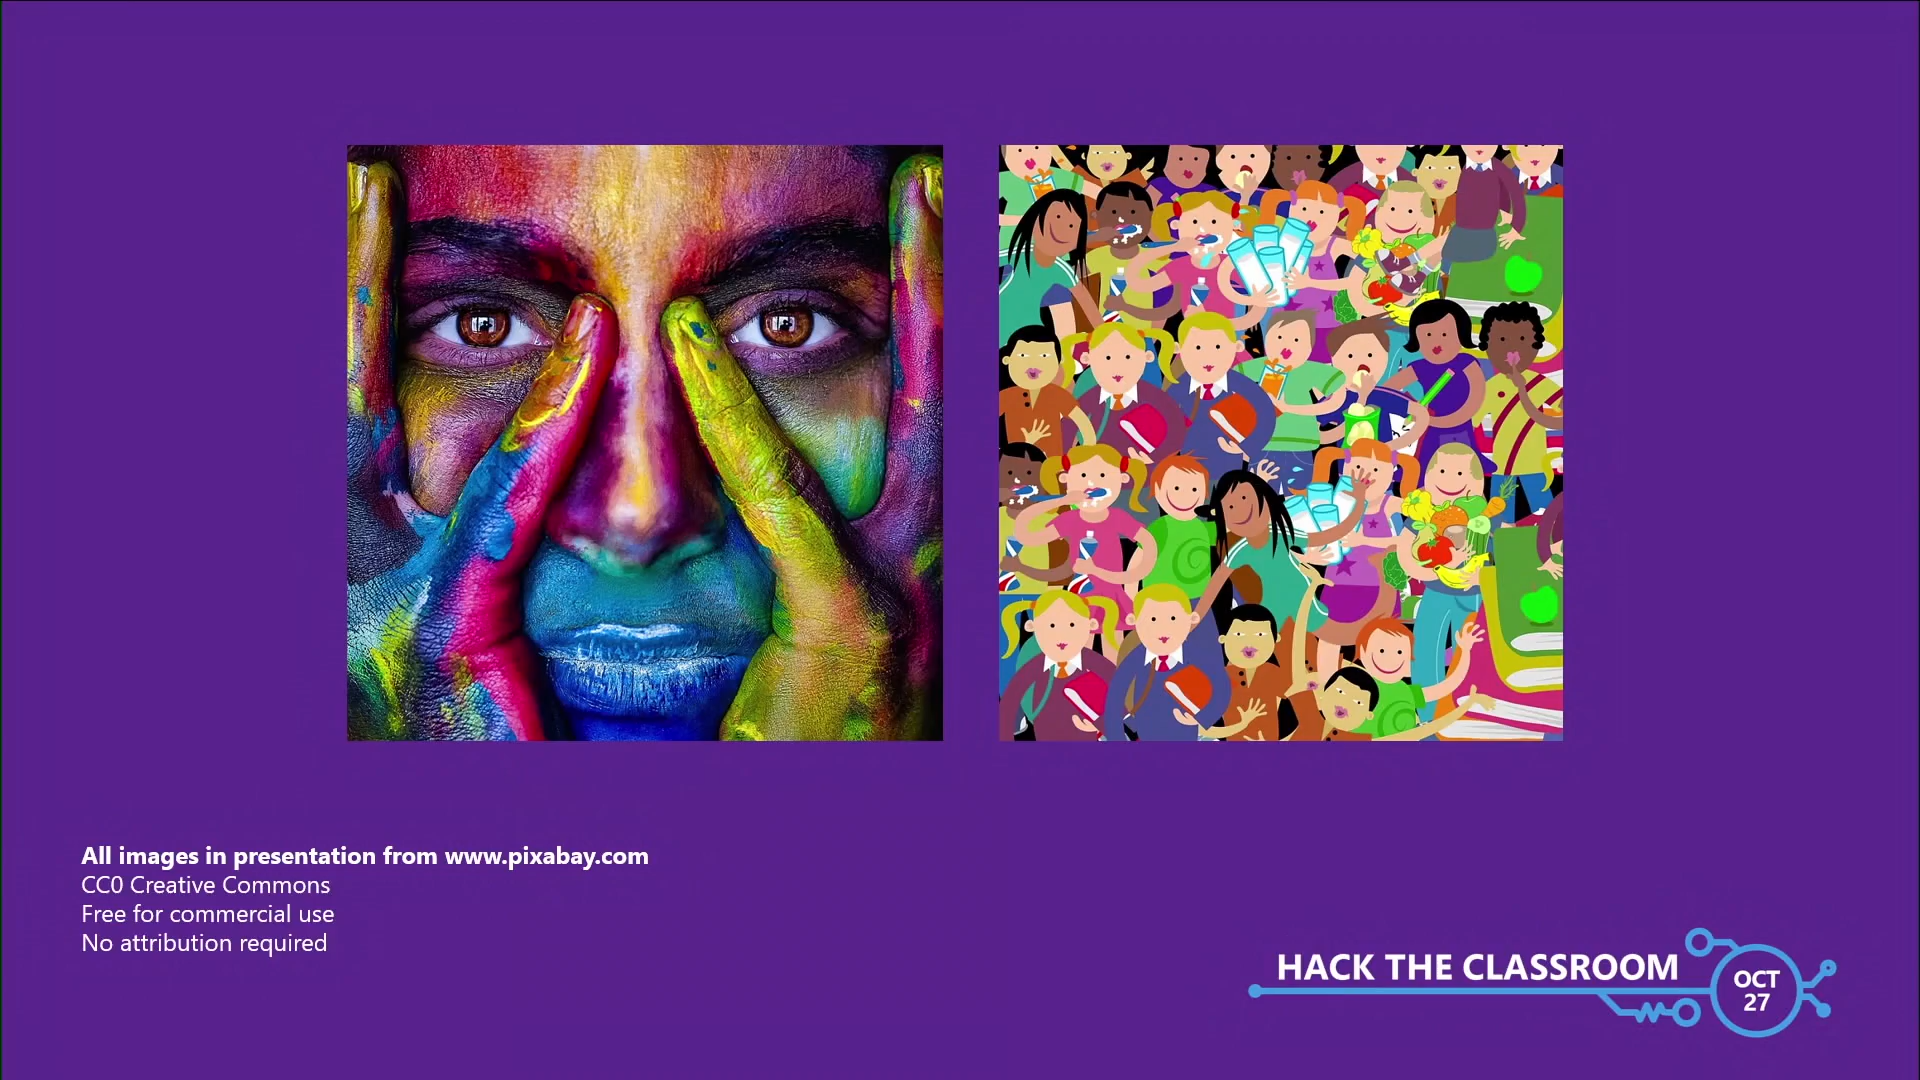 All images in presentation from www.pixabay.com
CC0 Creative Commons
Free for commercial use
No attribution required
HACK THE CLASSROOM
OCT
27